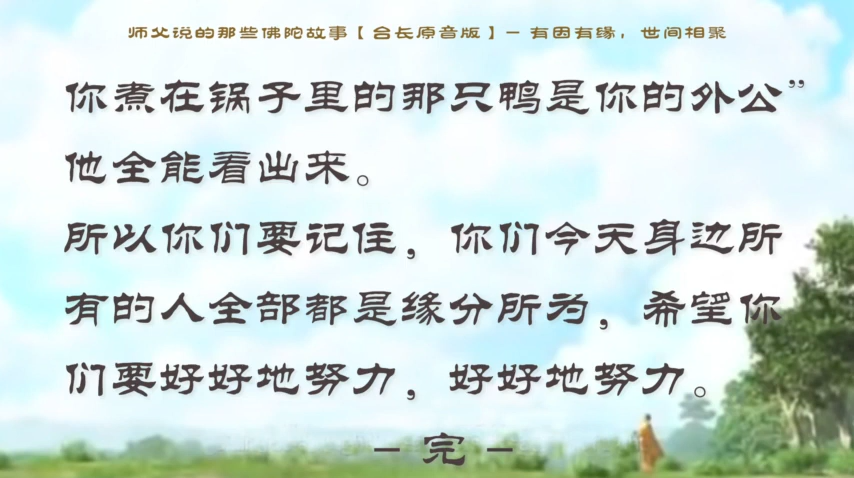 师父说的那些佛陀故事【台长原音版】- 有因有缘，世间相聚
你煮在锅子里的那只鸭是你的外公”
他全能看出来。
所以你们要记住，你们今天身边所
有的人全部都是缘分所为，希望你
们要好好地努力，好好地努力。
- 完 -